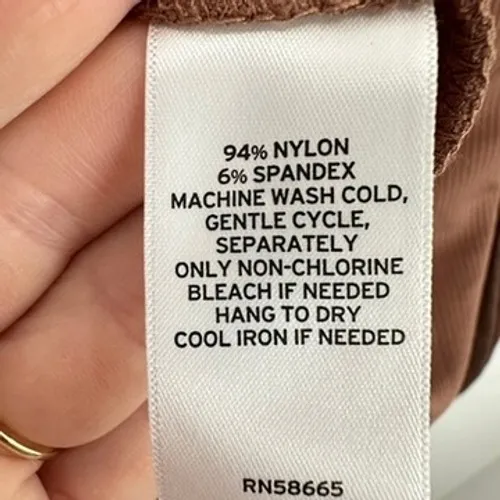 94% NYLON
6% SPANDEX
MACHINE WASH COLD,
GENTLE CYCLE,
SEPARATELY
ONLY NON-CHLORINE
BLEACH IF NEEDED
HANG TO DRY
COOL IRON IF NEEDED
RN58665